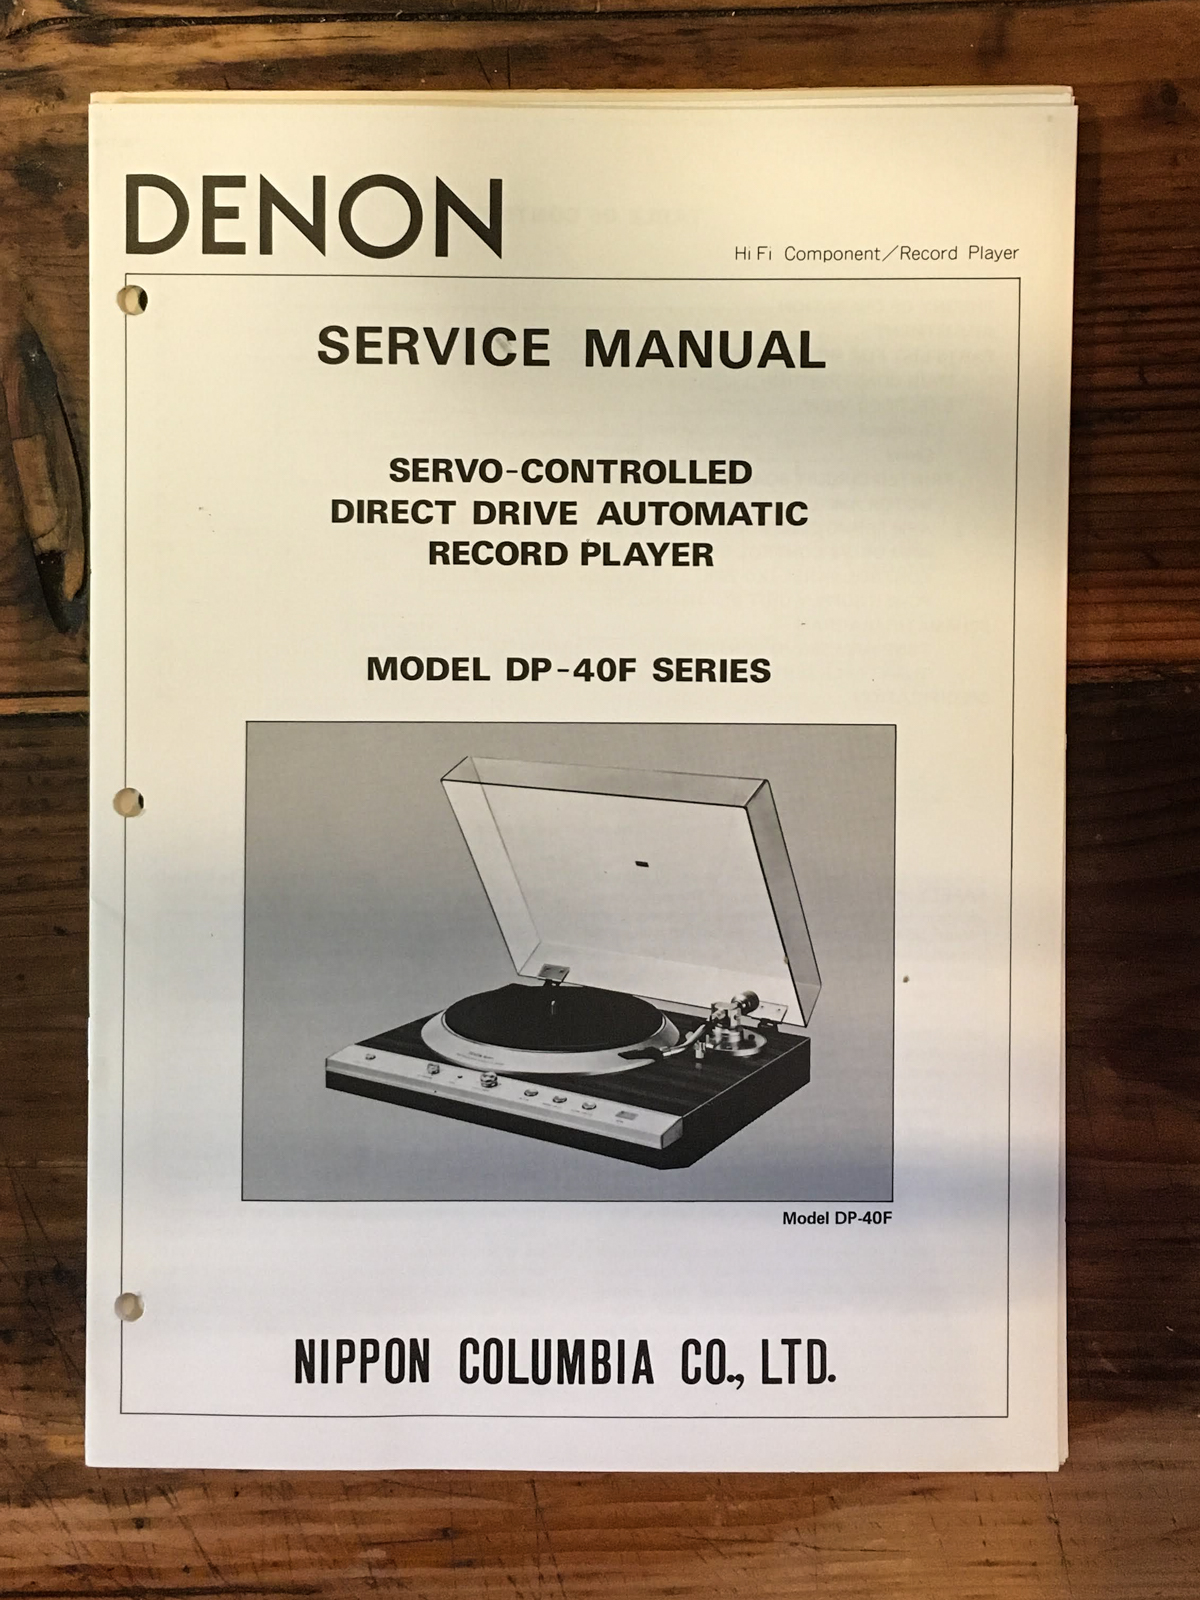 DENON
Hi Fi Component/Record Player
SERVICE MANUAL
SERVO-CONTROLLED
DIRECT DRIVE AUTOMATIC
RECORD PLAYER
MODEL DP-40F SERIES
Model DP-40F
NIPPON COLUMBIA CO., LTD.